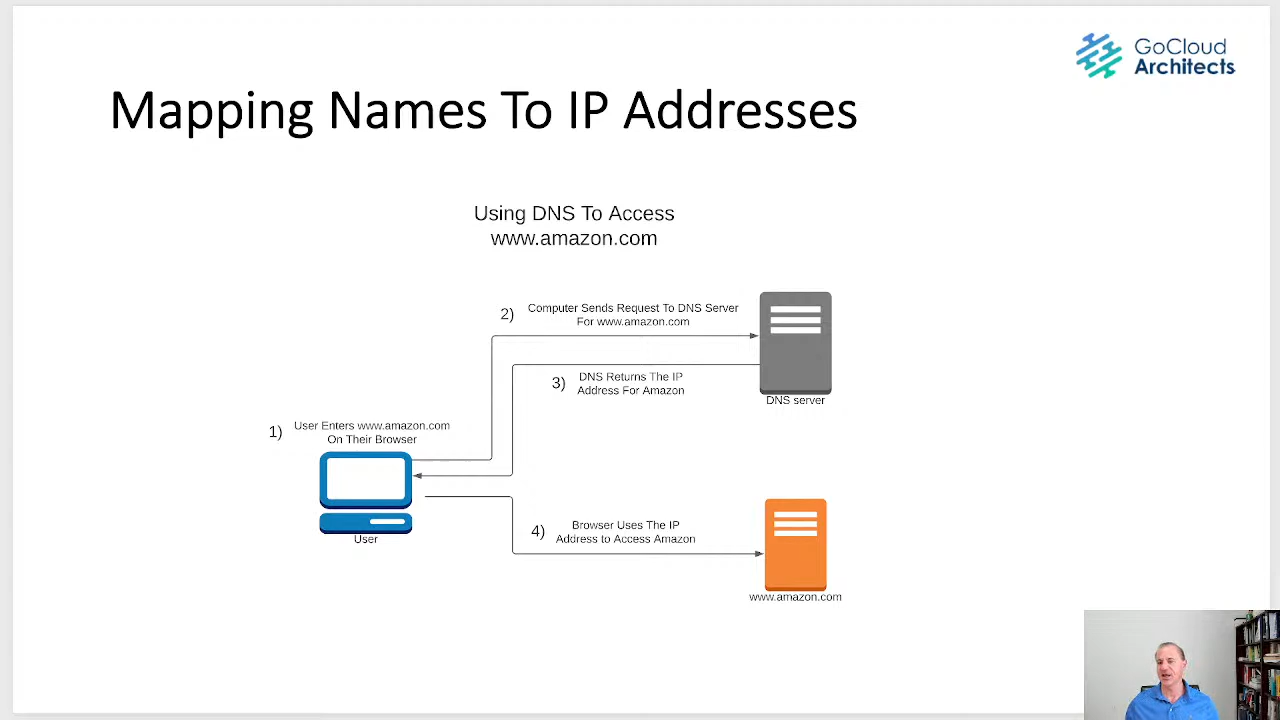 GoCloud
Architects
Mapping Names To IP Addresses
Using DNS To Access
www.amazon.com
2)
Computer Sends Request To DNS Server
For www.amazon.com
3)
DNS Returns The IP
Address For Amazon
DNS server
1)
User Enters www.amazon.com
On Their Browser
User
4)
Browser Uses The IP
Address to Access Amazon
www.amazon.com